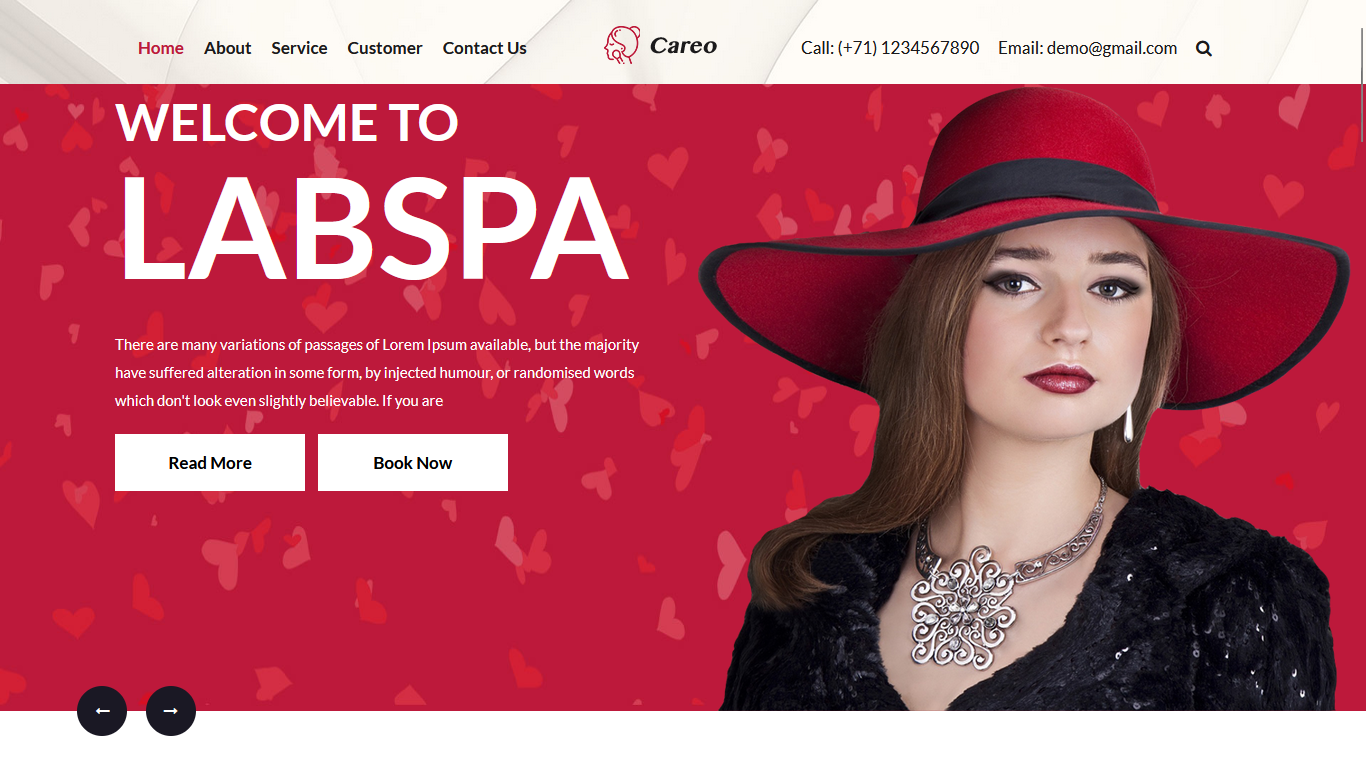 Home About Service Customer Contact Us Careo Call: (+71) 1234567890 Email: demo@gmail.com
WELCOME TO
LABSPA
There are many variations of passages of Lorem Ipsum available, but the majority
have suffered alteration in some form, by injected humour, or randomised words
which don't look even slightly believable. If you are
Read More Book Now